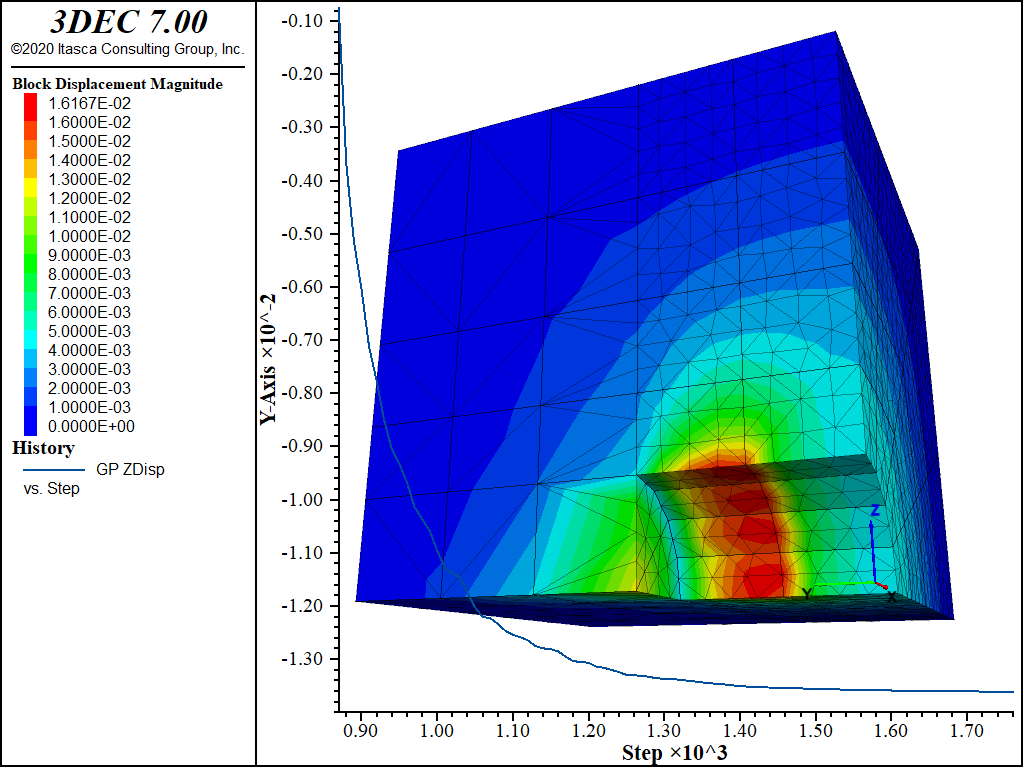 3DEC 7.00
©2020 Itasca Consulting Group, Inc.
Block Displacement Magnitude
1.6167E-02
1.6000E-02
1.5000E-02
1.4000E-02
1.3000E-02
1.2000E-02
1.1000E-02
1.0000E-02
9.0000E-03
8.0000E-03
7.0000E-03
6.0000E-03
5.0000E-03
4.0000E-03
3.0000E-03
2.0000E-03
1.0000E-03
0.0000E+00
History
GP ZDisp
vs. Step
Y-Axis ×10^-2
-0.10
-0.20
-0.30
-0.40
-0.50
-0.60
-0.70
-0.80
-0.90
-1.00
-1.10
-1.20
-1.30
Z
Y
X
0.90 1.00 1.10 1.20 1.30 1.40 1.50 1.60 1.70
Step ×10^3